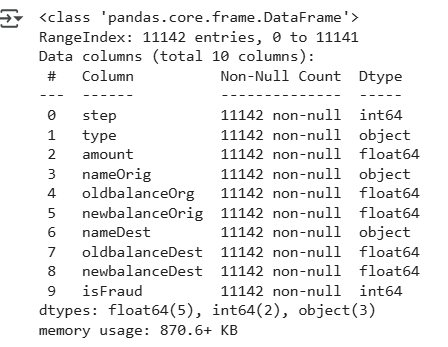 <class 'pandas.core.frame.DataFrame'>
RangeIndex: 11142 entries, 0 to 11141
Data columns (total 10 columns):
 #   Column          Non-Null Count  Dtype
---  ------          --------------  -----
 0   step            11142 non-null  int64
 1   type            11142 non-null  object
 2   amount          11142 non-null  float64
 3   nameOrig        11142 non-null  object
 4   oldbalanceOrg   11142 non-null  float64
 5   newbalanceOrig  11142 non-null  float64
 6   nameDest        11142 non-null  object
 7   oldbalanceDest  11142 non-null  float64
 8   newbalanceDest  11142 non-null  float64
 9   isFraud         11142 non-null  int64
dtypes: float64(5), int64(2), object(3)
memory usage: 870.6+ KB